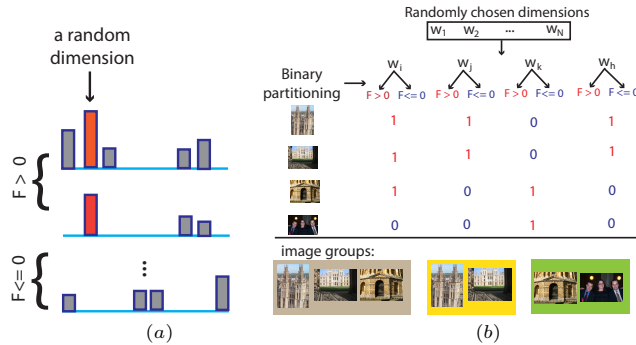 a random
dimension
F > 0
F<= 0
...
(a)
Randomly chosen dimensions
w1 w2 ... wN
wi wj wk wh
Binary
partitioning
F > 0 F<= 0 F > 0 F<= 0 F > 0 F<= 0 F > 0 F<= 0
1 1 0 1
1 1 0 1
1 0 1 0
0 0 1 0
image groups:
(b)